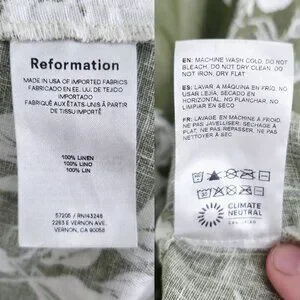 Reformation
MADE IN USA OF IMPORTED FABRICS
FABRICADO EN EE. UU. DE TEJIDO
IMPORTADO
FABRIQUÉ AUX ÉTATS-UNIS À PARTIR
DE TISSU IMPORTÉ
100% LINEN
100% LINO
100% LIN
57205 / RN143248
2263 E VERNON AVE.
VERNON, CA 90058
EN: MACHINE WASH COLD, DO NOT
BLEACH, DO NOT DRY CLEAN, DO
NOT IRON, DRY FLAT
ES: LAVAR A MÁQUINA EN FRÍO, NO
USAR LEJÍA, SECADO EN
HORIZONTAL, NO PLANCHAR, NO
LIMPIAR EN SECO
FR: LAVAGE EN MACHINE À FROID,
NE PAS JAVELLISER, SÉCHAGE À
PLAT, NE PAS REPASSER, NE PAS
NETTOYER À SEC
CLIMATE
NEUTRAL